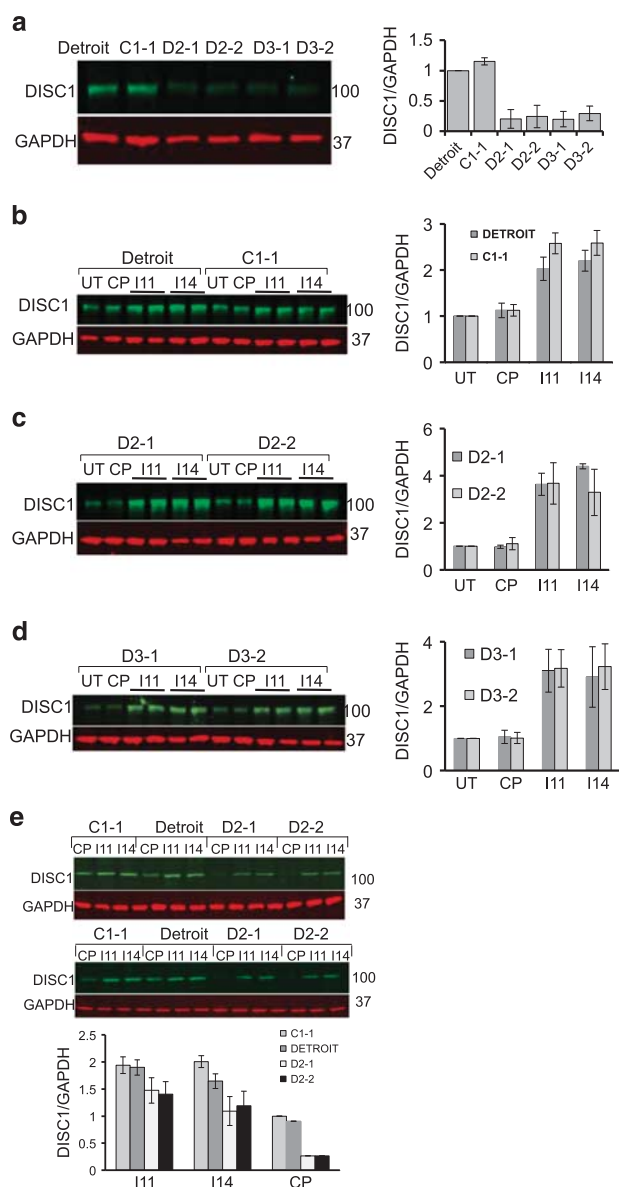 a
Detroit C1-1 D2-1 D2-2 D3-1 D3-2
DISC1
100
GAPDH
37
DISC1/GAPDH
1.5
1
0.5
0
Detroit
C1-1
D2-1
D2-2
D3-1
D3-2
b
Detroit C1-1
UT CP I11 I14 UT CP I11 I14
DISC1
100
GAPDH
37
DISC1/GAPDH
3
2
1
0
DETROIT
C1-1
UT CP I11 I14
c
D2-1 D2-2
UT CP I11 I14 UT CP I11 I14
DISC1
100
GAPDH
37
DISC1/GAPDH
6
4
2
0
D2-1
D2-2
UT CP I11 I14
d
D3-1 D3-2
UT CP I11 I14 UT CP I11 I14
DISC1
100
GAPDH
37
DISC1/GAPDH
4
2
0
D3-1
D3-2
UT CP I11 I14
e
C1-1 Detroit D2-1 D2-2
CP I11 I14 CP I11 I14 CP I11 I14 CP I11 I14
DISC1
100
GAPDH
37
C1-1 Detroit D2-1 D2-2
CP I11 I14 CP I11 I14 CP I11 I14 CP I11 I14
DISC1
100
GAPDH
37
DISC1/GAPDH
2.5
2
1.5
1
0.5
0
C1-1
DETROIT
D2-1
D2-2
I11 I14 CP